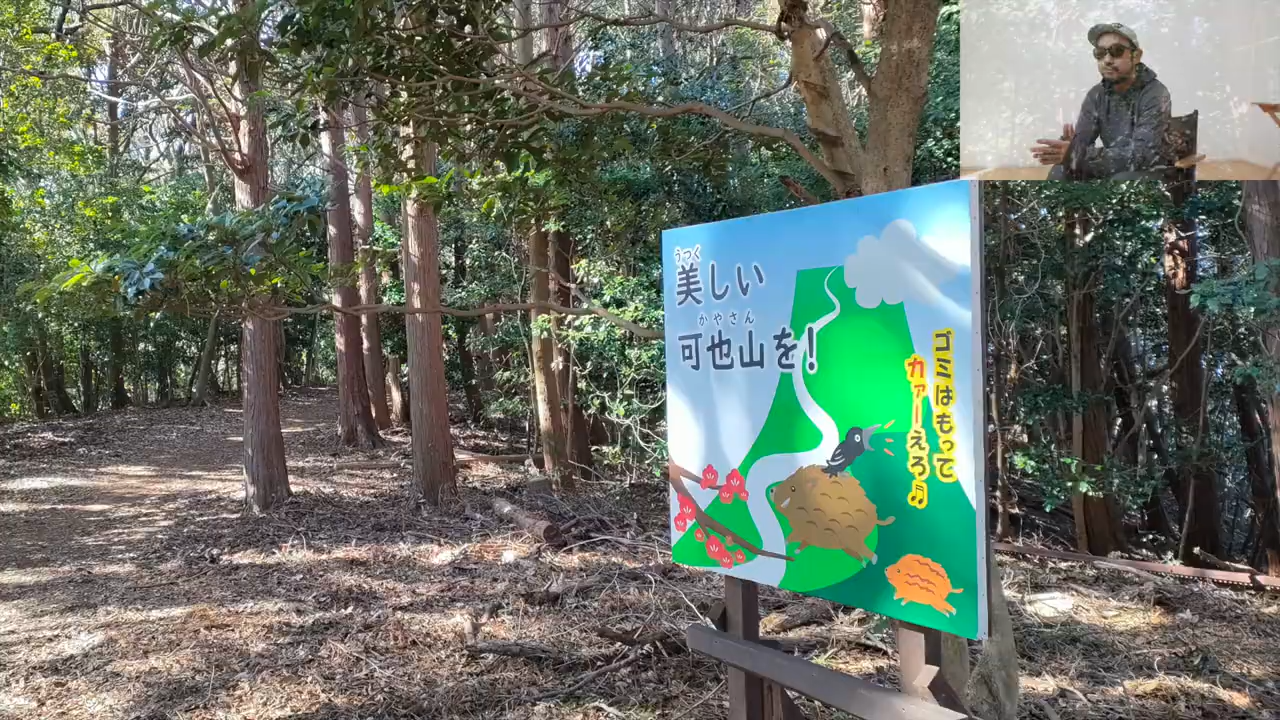 うつく
美しい
かやさん
可也山を!
ゴミはもって
カァーえろ♫